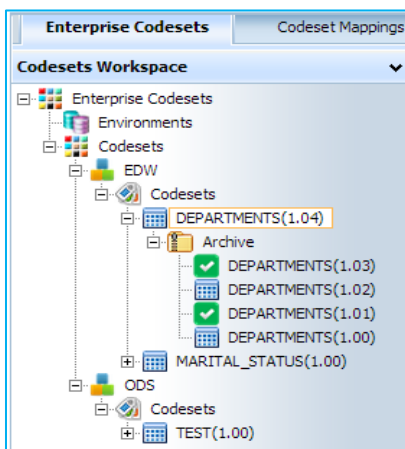 Enterprise Codesets Codeset Mappings
Codesets Workspace
Enterprise Codesets
Environments
Codesets
EDW
Codesets
DEPARTMENTS(1.04)
Archive
DEPARTMENTS(1.03)
DEPARTMENTS(1.02)
DEPARTMENTS(1.01)
DEPARTMENTS(1.00)
MARITAL_STATUS(1.00)
ODS
Codesets
TEST(1.00)